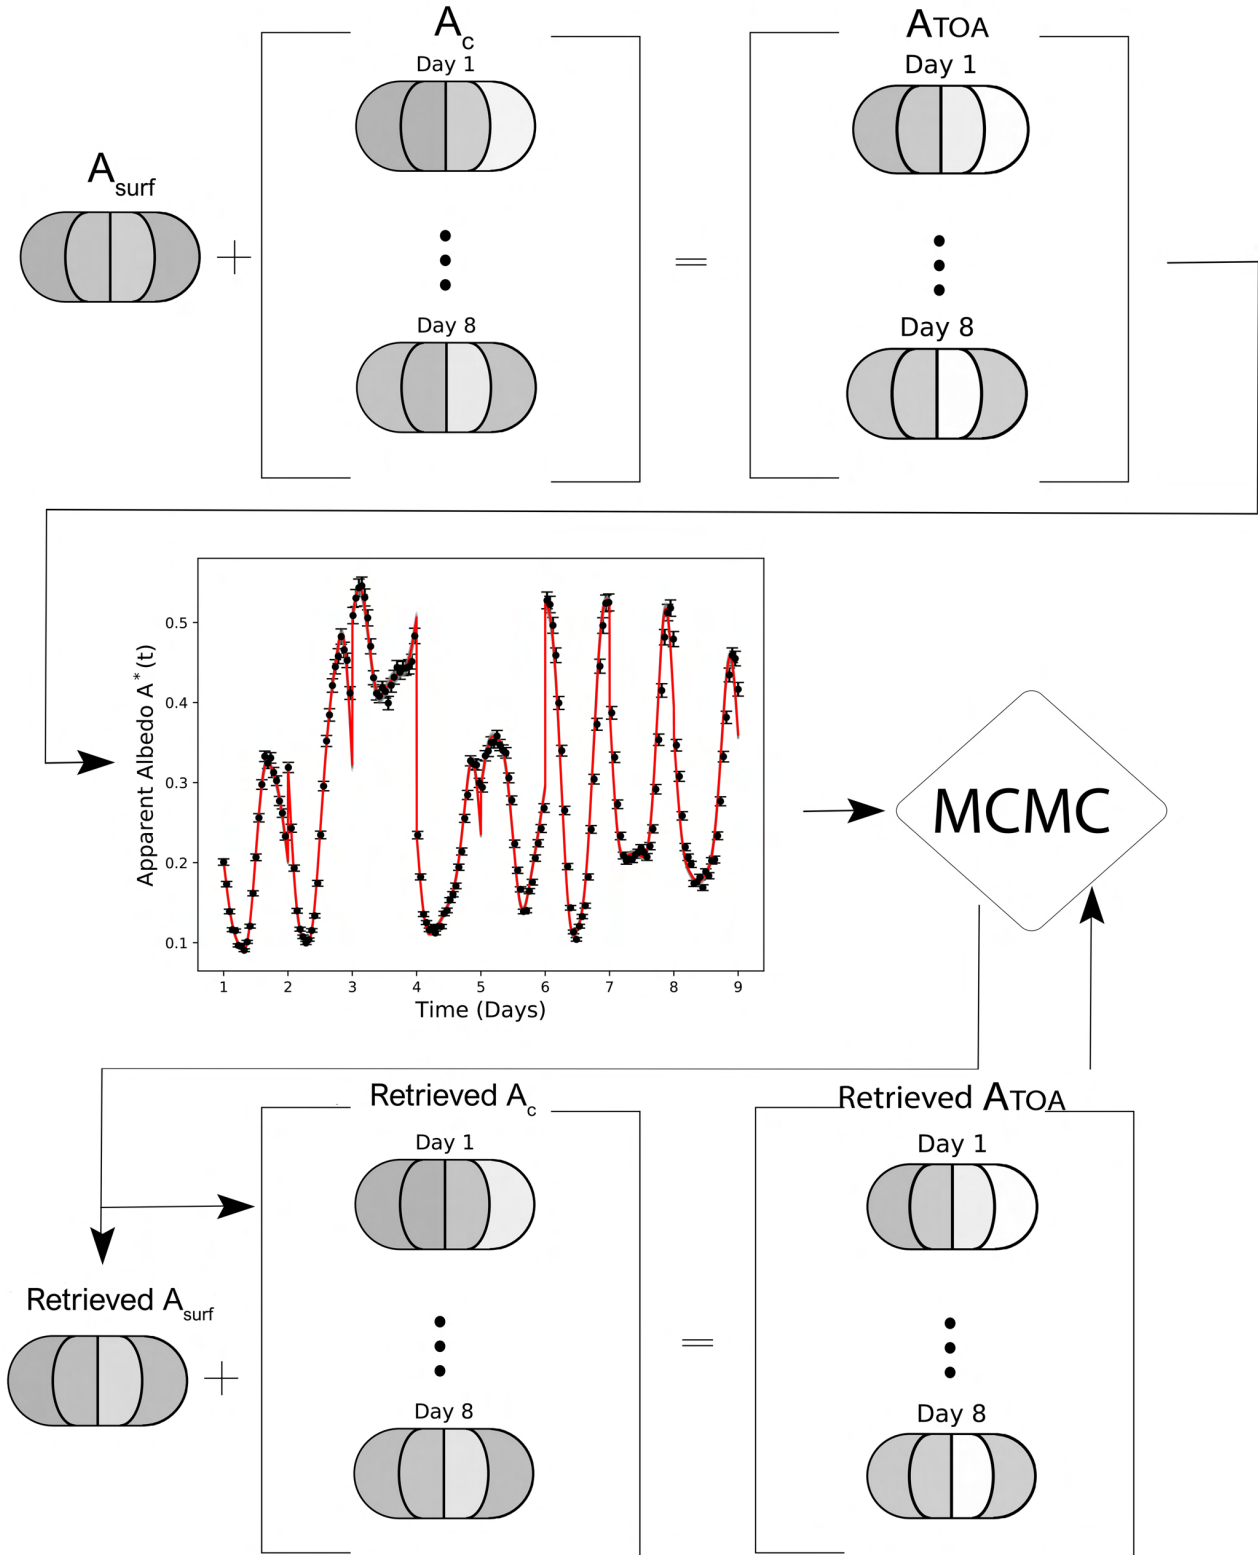 A_c
Day 1
Day 8
A_TOA
Day 1
Day 8
A_surf
+
=
Apparent Albedo A*(t)
0.5
0.4
0.3
0.2
0.1
1 2 3 4 5 6 7 8 9
Time (Days)
MCMC
Retrieved A_c
Day 1
Day 8
Retrieved A_TOA
Day 1
Day 8
Retrieved A_surf
+
=